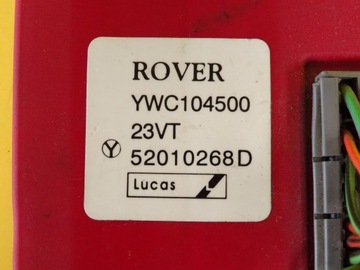 ROVER
YWC104500
23VT
Y 52010268D
Lucas